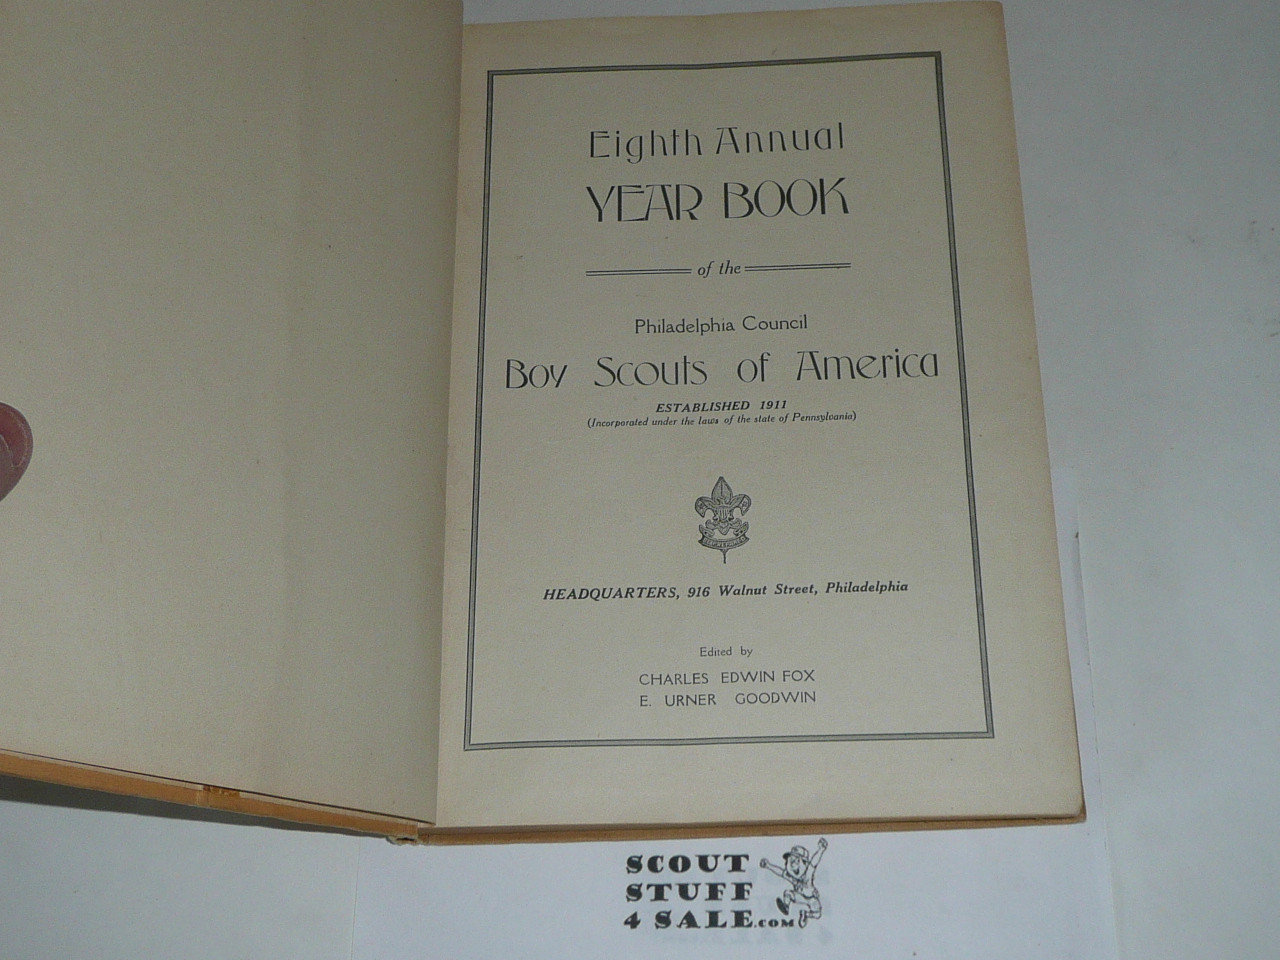 Eighth Annual
YEAR BOOK
of the
Philadelphia Council
Boy Scouts of America
ESTABLISHED 1911
(Incorporated under the laws of the state of Pennsylvania)
HEADQUARTERS, 916 Walnut Street, Philadelphia
Edited by
CHARLES EDWIN FOX
E. URNER GOODWIN
SCOUT
STUFF
4 SALE.COM